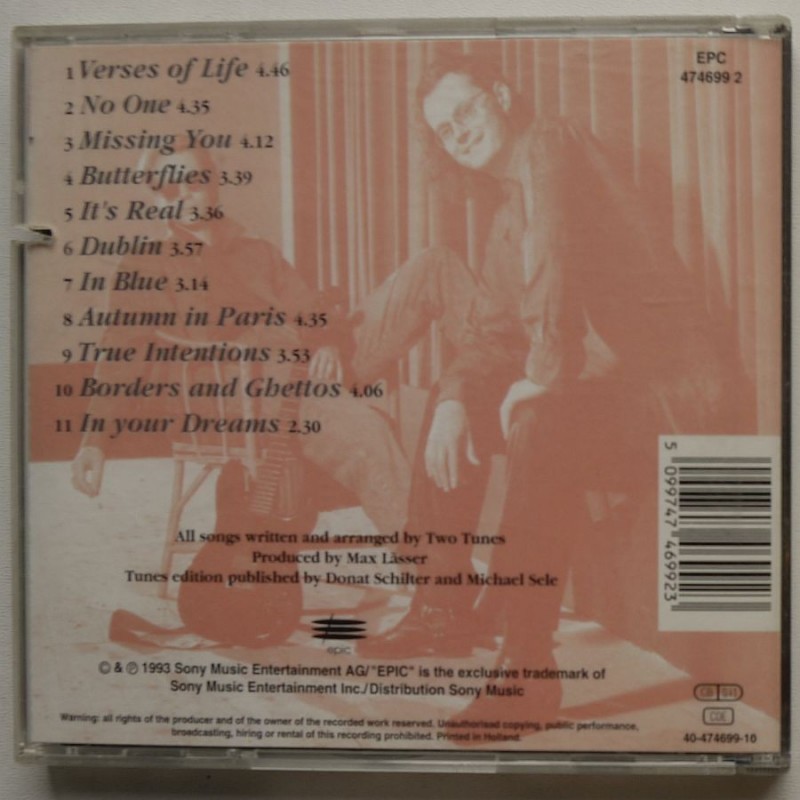 1 Verses of Life 4.46
2 No One 4.35
3 Missing You 4.12
4 Butterflies 3.39
5 It's Real 3.36
6 Dublin 3.57
7 In Blue 3.14
8 Autumn in Paris 4.35
9 True Intentions 3.53
10 Borders and Ghettos 4.06
11 In your Dreams 2.30
EPC
474699 2
5 099747 469923
All songs written and arranged by Two Tunes
Produced by Max Lässer
Tunes edition published by Donat Schilter and Michael Sele
epic
© & ℗ 1993 Sony Music Entertainment AG/"EPIC" is the exclusive trademark of
Sony Music Entertainment Inc./Distribution Sony Music
Warning: all rights of the producer and of the owner of the recorded work reserved. Unauthorised copying, public performance,
broadcasting, hiring or rental of this recording prohibited. Printed in Holland.
CDE
40-474699-10